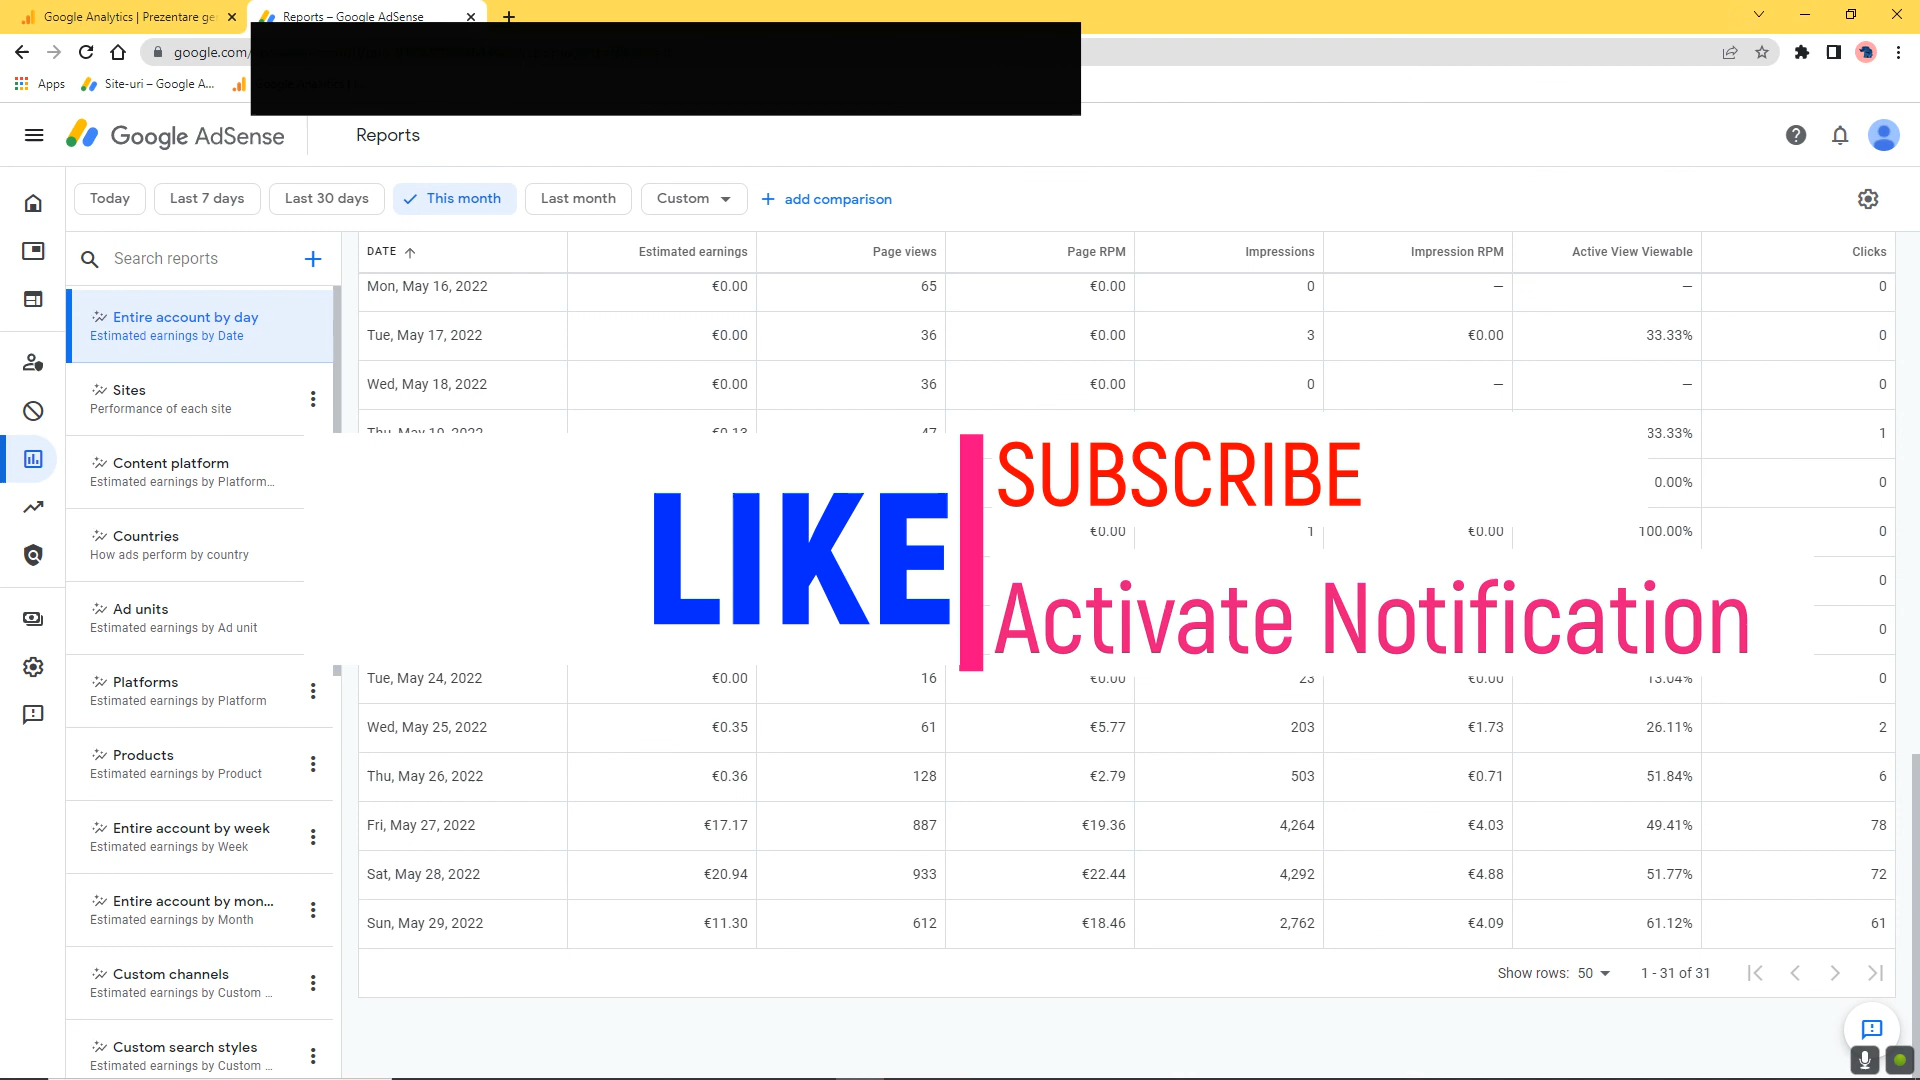 Google Analytics | Prezentare ge
Reports – Google AdSense
google.com/
Apps
Site-uri – Google A...
Google AdSense
Reports
Today
Last 7 days
Last 30 days
This month
Last month
Custom
add comparison
Search reports
Entire account by day
Estimated earnings by Date
Sites
Performance of each site
Content platform
Estimated earnings by Platform...
Countries
How ads perform by country
Ad units
Estimated earnings by Ad unit
Platforms
Estimated earnings by Platform
Products
Estimated earnings by Product
Entire account by week
Estimated earnings by Week
Entire account by mon...
Estimated earnings by Month
Custom channels
Estimated earnings by Custom ...
Custom search styles
Estimated earnings by Custom ...
DATE Estimated earnings Page views Page RPM Impressions Impression RPM Active View Viewable Clicks
Mon, May 16, 2022 €0.00 65 €0.00 0 — — 0
Tue, May 17, 2022 €0.00 36 €0.00 3 €0.00 33.33% 0
Wed, May 18, 2022 €0.00 36 €0.00 0 — — 0
Thu, May 19, 2022 €0.13 47 33.33% 1
0.00% 0
€0.00 1 €0.00 100.00% 0
0
0
Tue, May 24, 2022 €0.00 16 €0.00 23 €0.00 13.04% 0
Wed, May 25, 2022 €0.35 61 €5.77 203 €1.73 26.11% 2
Thu, May 26, 2022 €0.36 128 €2.79 503 €0.71 51.84% 6
Fri, May 27, 2022 €17.17 887 €19.36 4,264 €4.03 49.41% 78
Sat, May 28, 2022 €20.94 933 €22.44 4,292 €4.88 51.77% 72
Sun, May 29, 2022 €11.30 612 €18.46 2,762 €4.09 61.12% 61
Show rows: 50 1 - 31 of 31
LIKE
SUBSCRIBE
Activate Notification